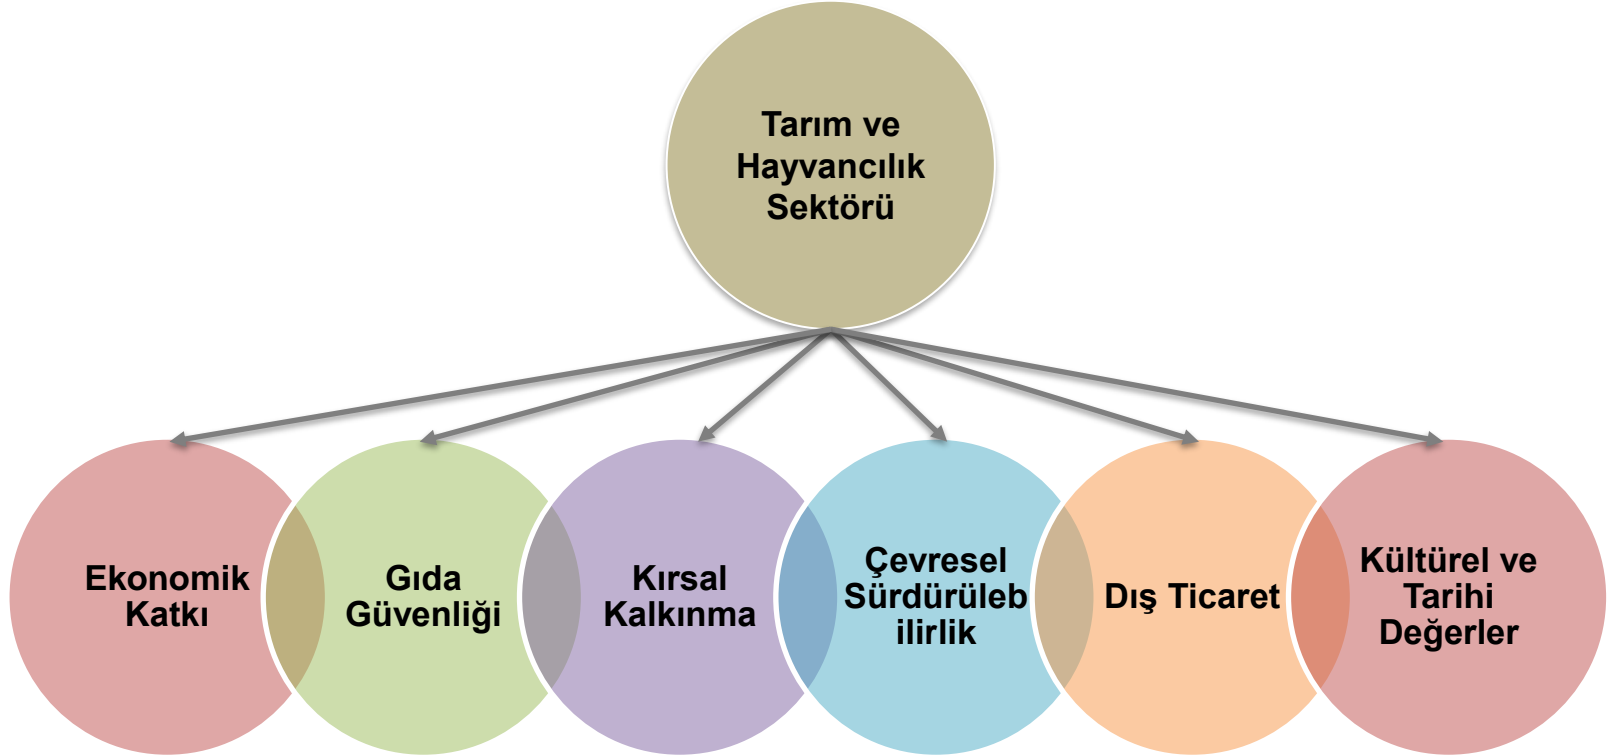 Tarım ve
Hayvancılık
Sektörü
Ekonomik
Katkı
Gıda
Güvenliği
Kırsal
Kalkınma
Çevresel
Sürdürüleb
ilirlik
Dış Ticaret
Kültürel ve
Tarihi
Değerler